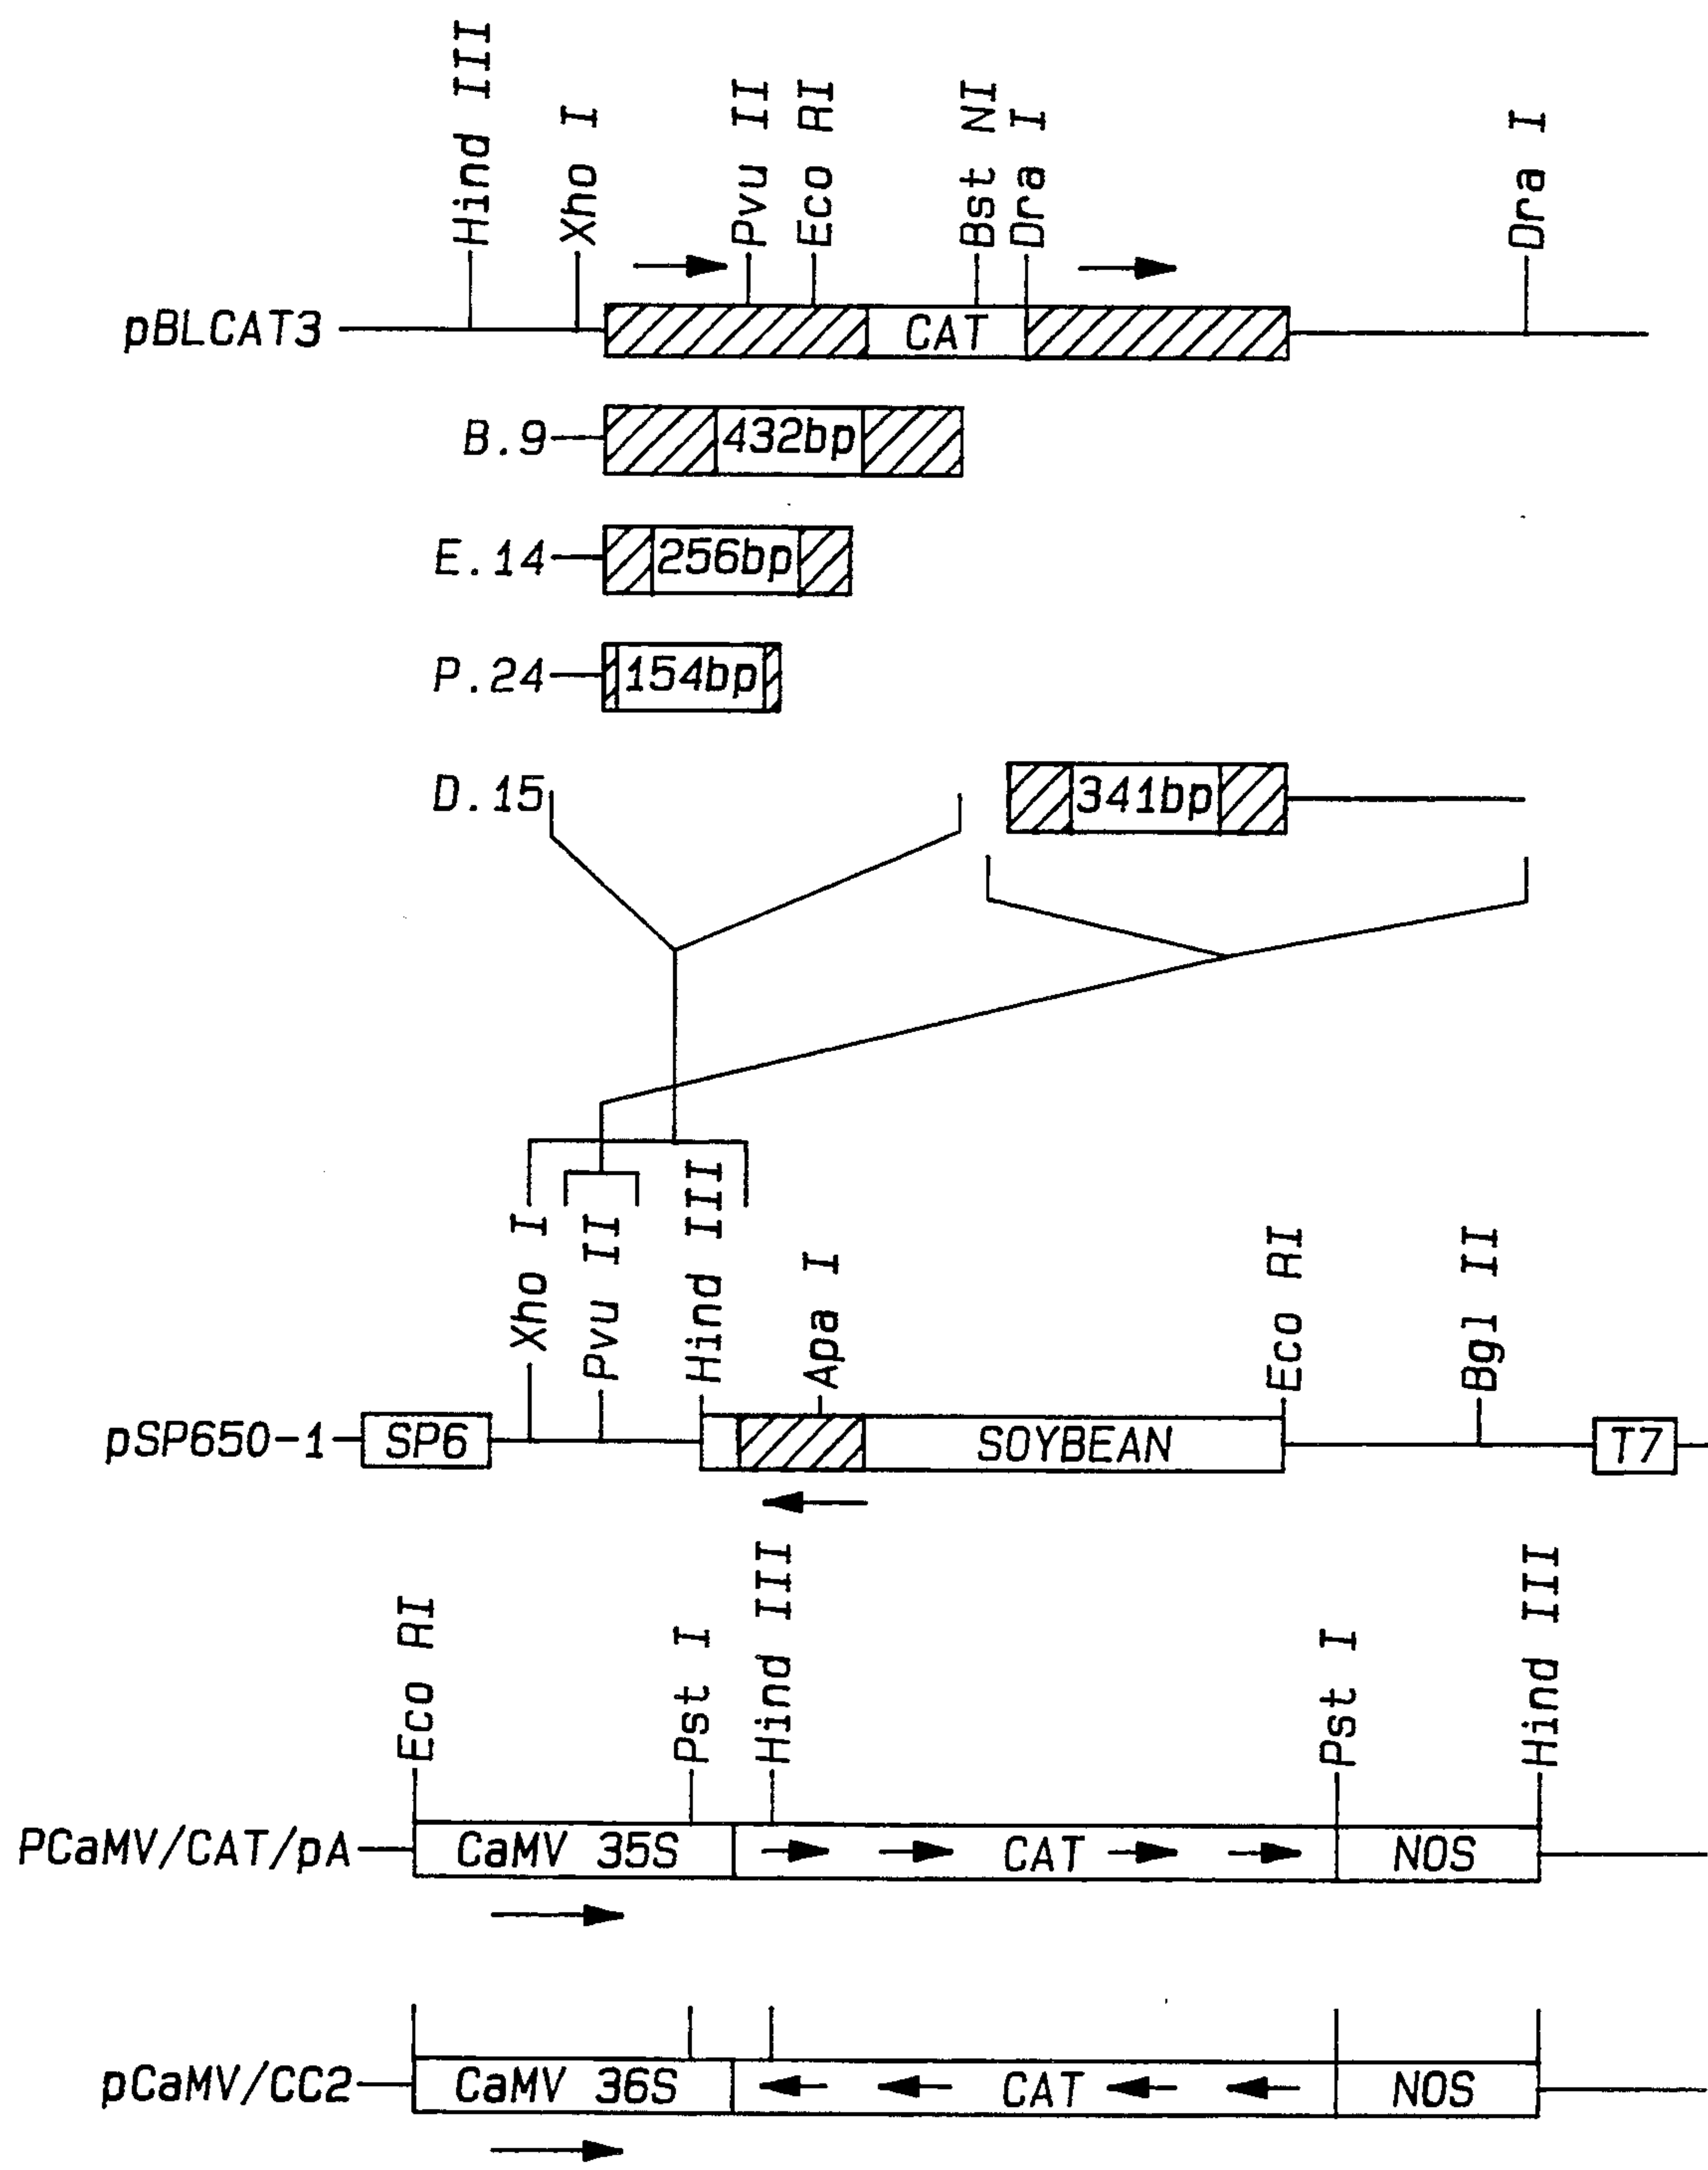 Hind III
Xho I
Pvu II
Eco RI
Bst NI
Dra I
Dra I
pBLCAT3
CAT
B.9
432bp
E.14
256bp
P.24
154bp
D.15
341bp
Xho I
Pvu II
Hind III
Apa I
Eco RI
Bgl II
pSP650-1
SP6
SOYBEAN
T7
Eco RI
Pst I
Hind III
Pst I
Hind III
PCaMV/CAT/pA
CaMV 35S
CAT
NOS
pCaMV/CC2
CaMV 36S
CAT
NOS